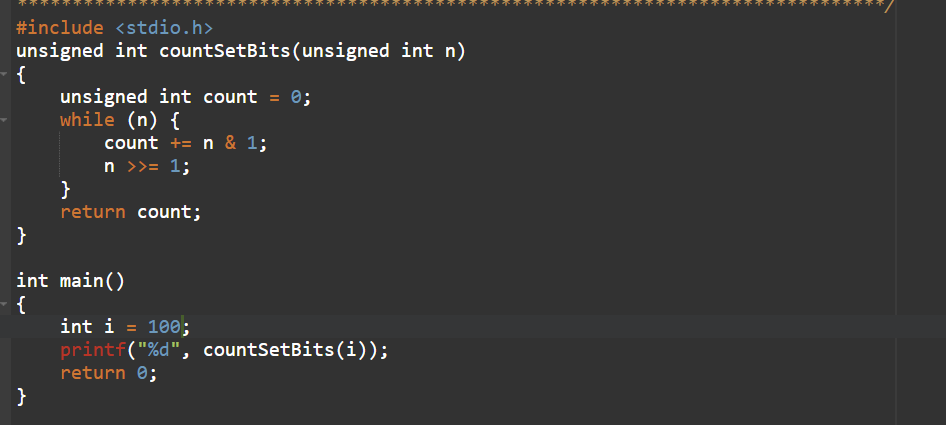 ******************************************************************************/
#include <stdio.h>
unsigned int countSetBits(unsigned int n)
{
    unsigned int count = 0;
    while (n) {
        count += n & 1;
        n >>= 1;
    }
    return count;
}

int main()
{
    int i = 100;
    printf("%d", countSetBits(i));
    return 0;
}